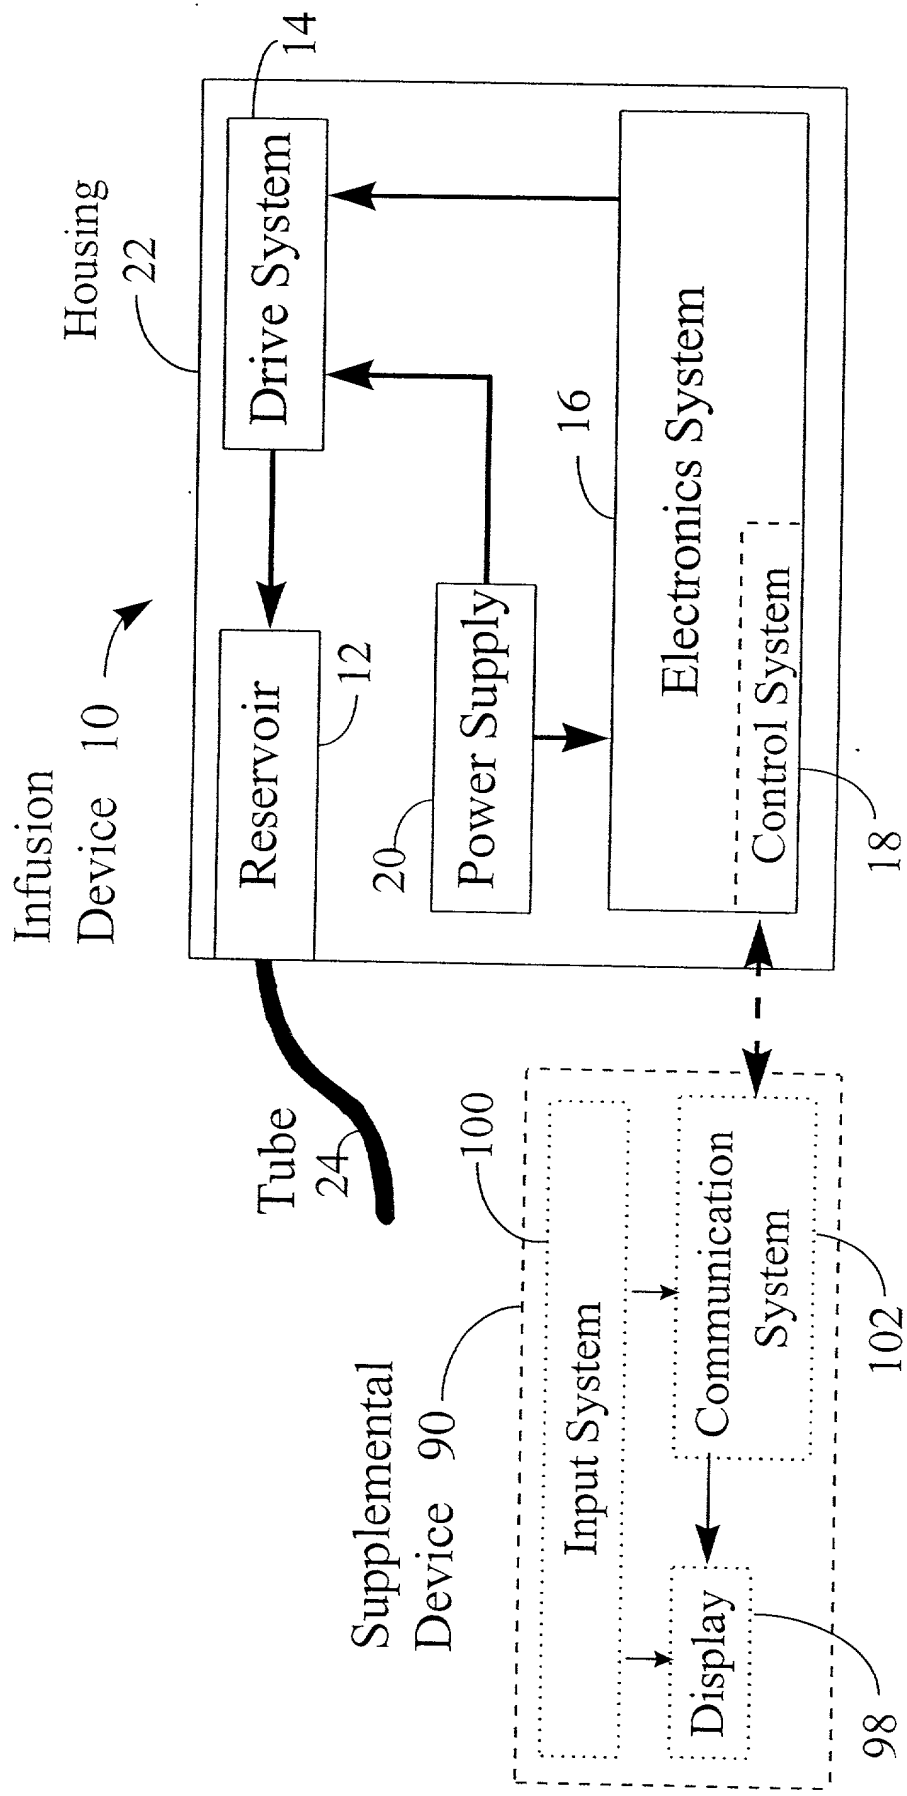 Infusion
Device 10
Housing
22
Tube
24
Reservoir
12
Drive System
14
20
Power Supply
16
Electronics System
Control System
18
Supplemental
Device 90
100
Input System
Communication
System
102
Display
98